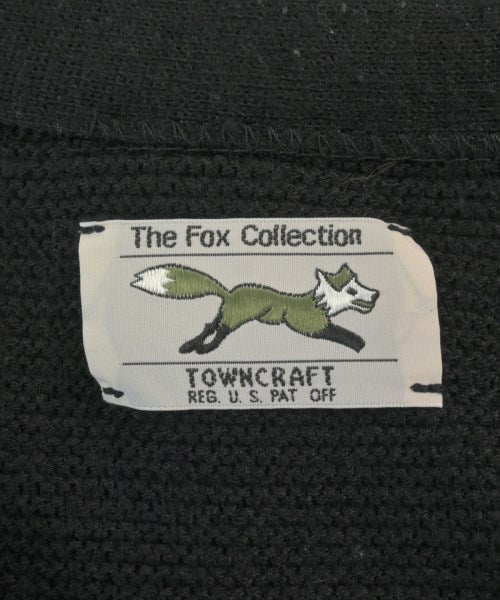 The Fox Collection
TOWNCRAFT
REG. U. S. PAT OFF